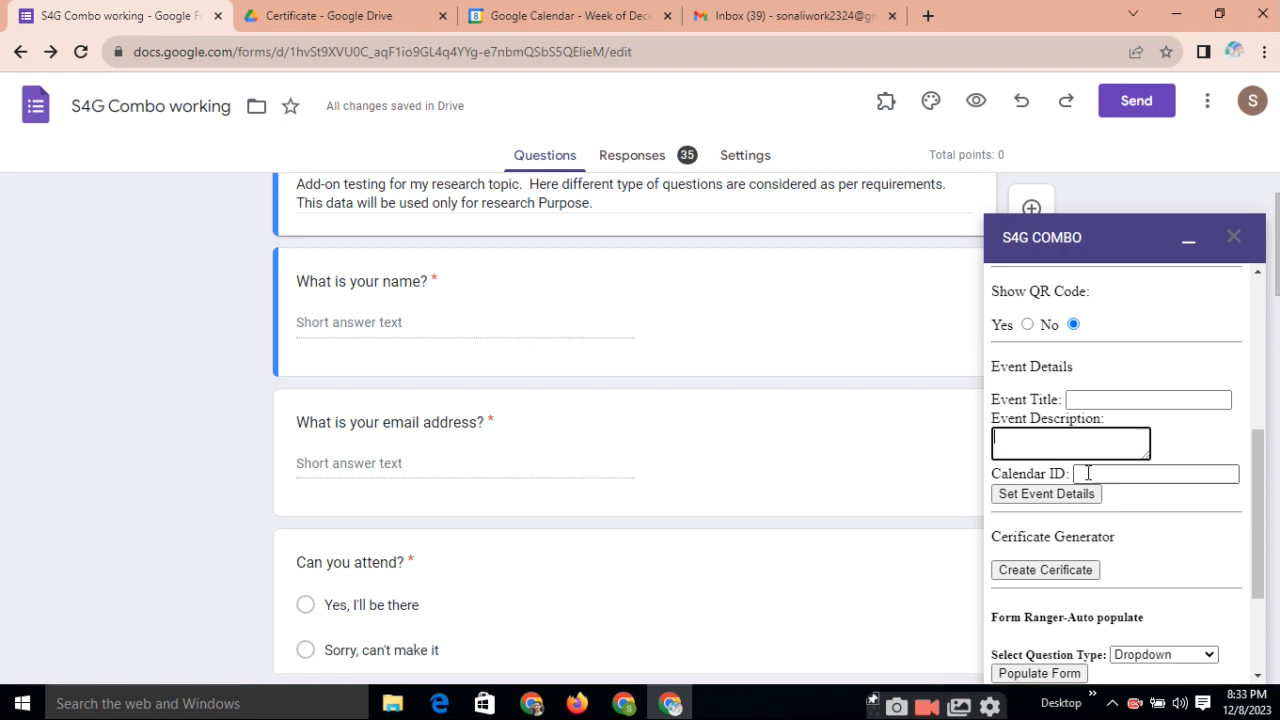 S4G Combo working - Google F
Certificate - Google Drive
Google Calendar - Week of Dece
Inbox (39) - sonaliwork2324@g
docs.google.com/forms/d/1hvSt9XVU0C_aqF1io9GL4q4YYg-e7nbmQSbS5QElieM/edit
S4G Combo working
All changes saved in Drive
Send
S
Questions
Responses 35
Settings
Total points: 0
Add-on testing for my research topic. Here different type of questions are considered as per requirements.
This data will be used only for research Purpose.
What is your name? *
Short answer text
What is your email address? *
Short answer text
Can you attend? *
Yes, I'll be there
Sorry, can't make it
S4G COMBO
Show QR Code:
Yes No
Event Details
Event Title:
Event Description:
Calendar ID:
Set Event Details
Cerificate Generator
Create Cerificate
Form Ranger-Auto populate
Select Question Type: Dropdown
Populate Form
Search the web and Windows
Desktop
8:33 PM
12/8/2023